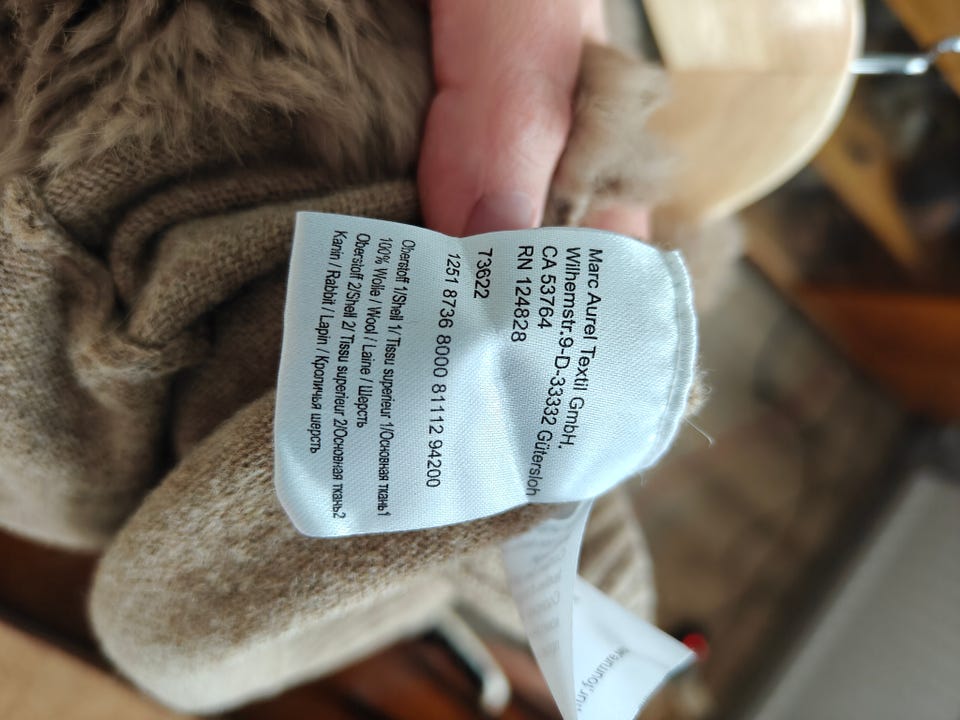 Marc Aurel Textil GmbH.
Wilhemstr.9-D-33332 Gütersloh
CA 53764
RN 124828
73622
1251 8736 8000 81112 94200
Oberstoff 1/Shell 1/ Tissu superieur 1/Основная ткань1
100% Wolle / Wool / Laine / Шерсть
Oberstoff 2/Shell 2/ Tissu superieur 2/Основная ткань2
Kanin / Rabbit / Lapin / Кроличья шерсть
fourrure